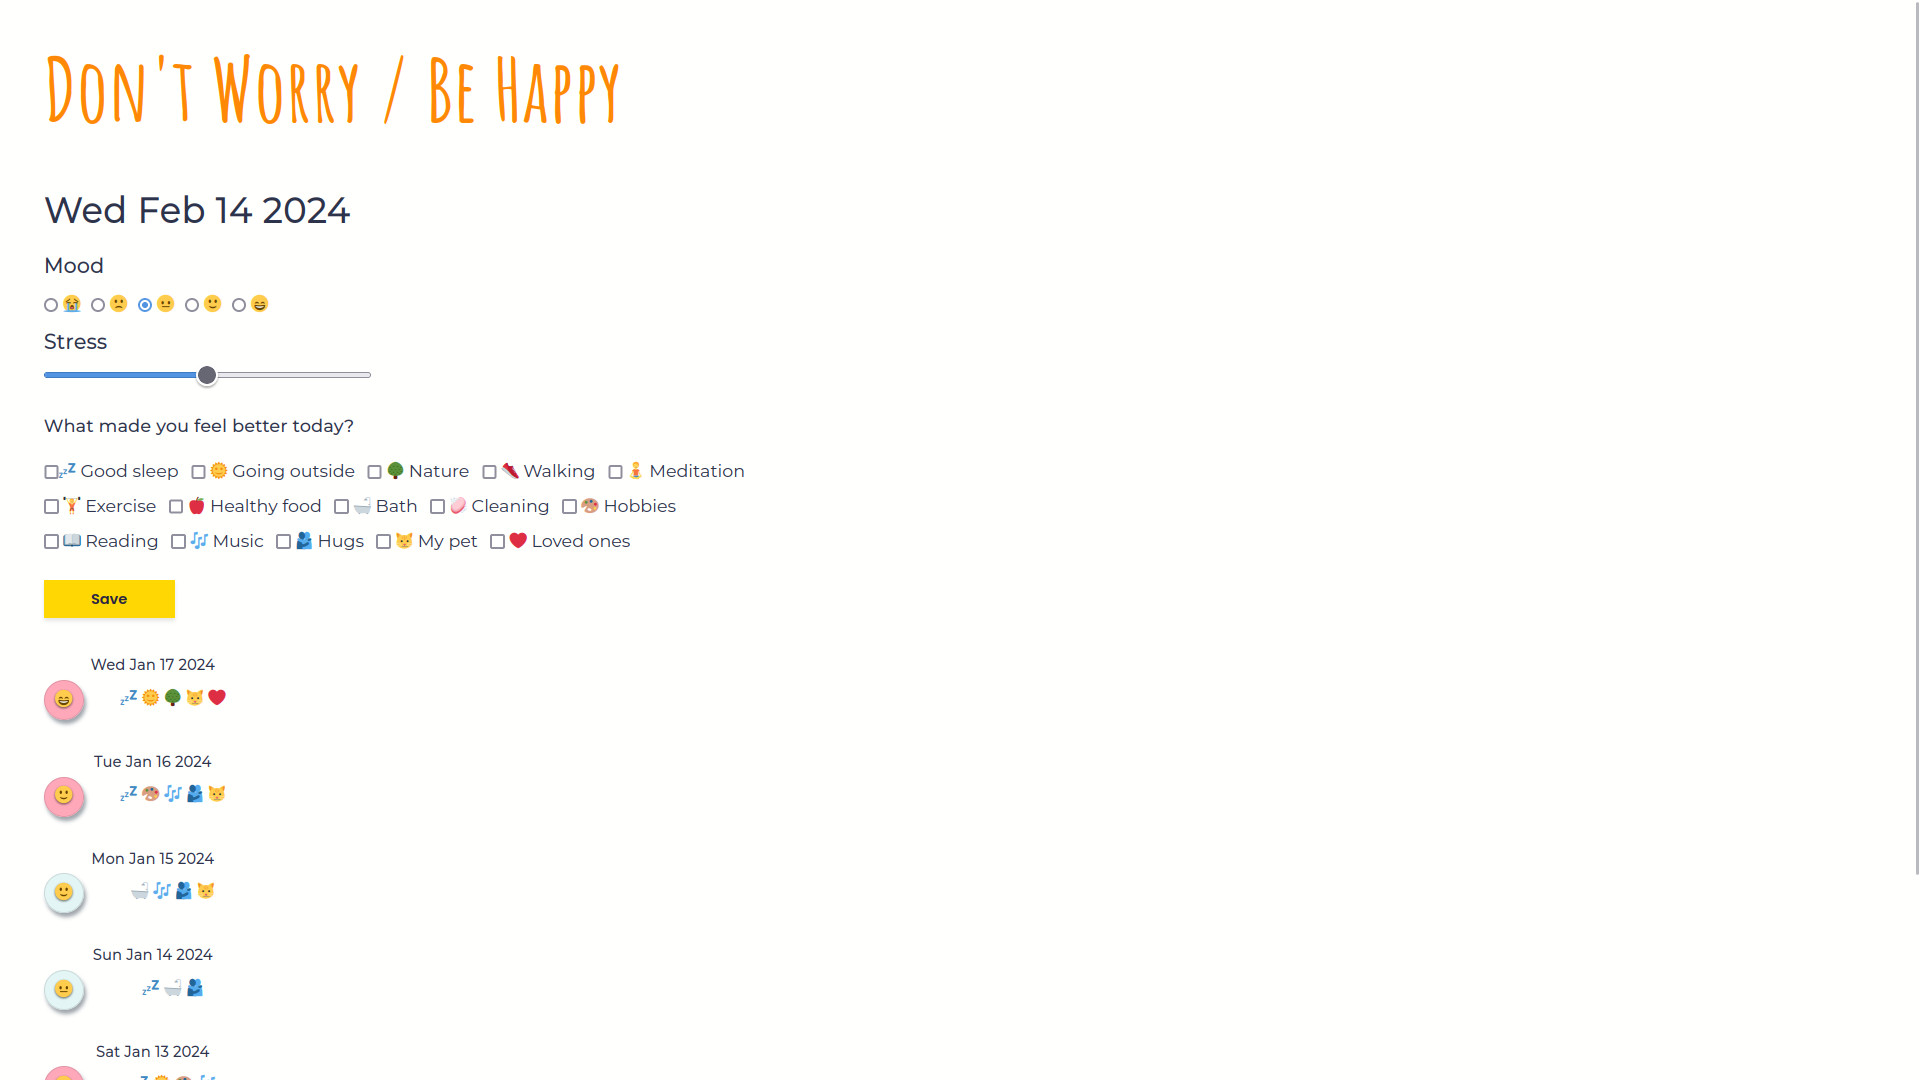 Don't Worry / Be Happy
Wed Feb 14 2024
Mood
Stress
What made you feel better today?
Good sleep Going outside Nature Walking Meditation
Exercise Healthy food Bath Cleaning Hobbies
Reading Music Hugs My pet Loved ones
Save
Wed Jan 17 2024
Tue Jan 16 2024
Mon Jan 15 2024
Sun Jan 14 2024
Sat Jan 13 2024